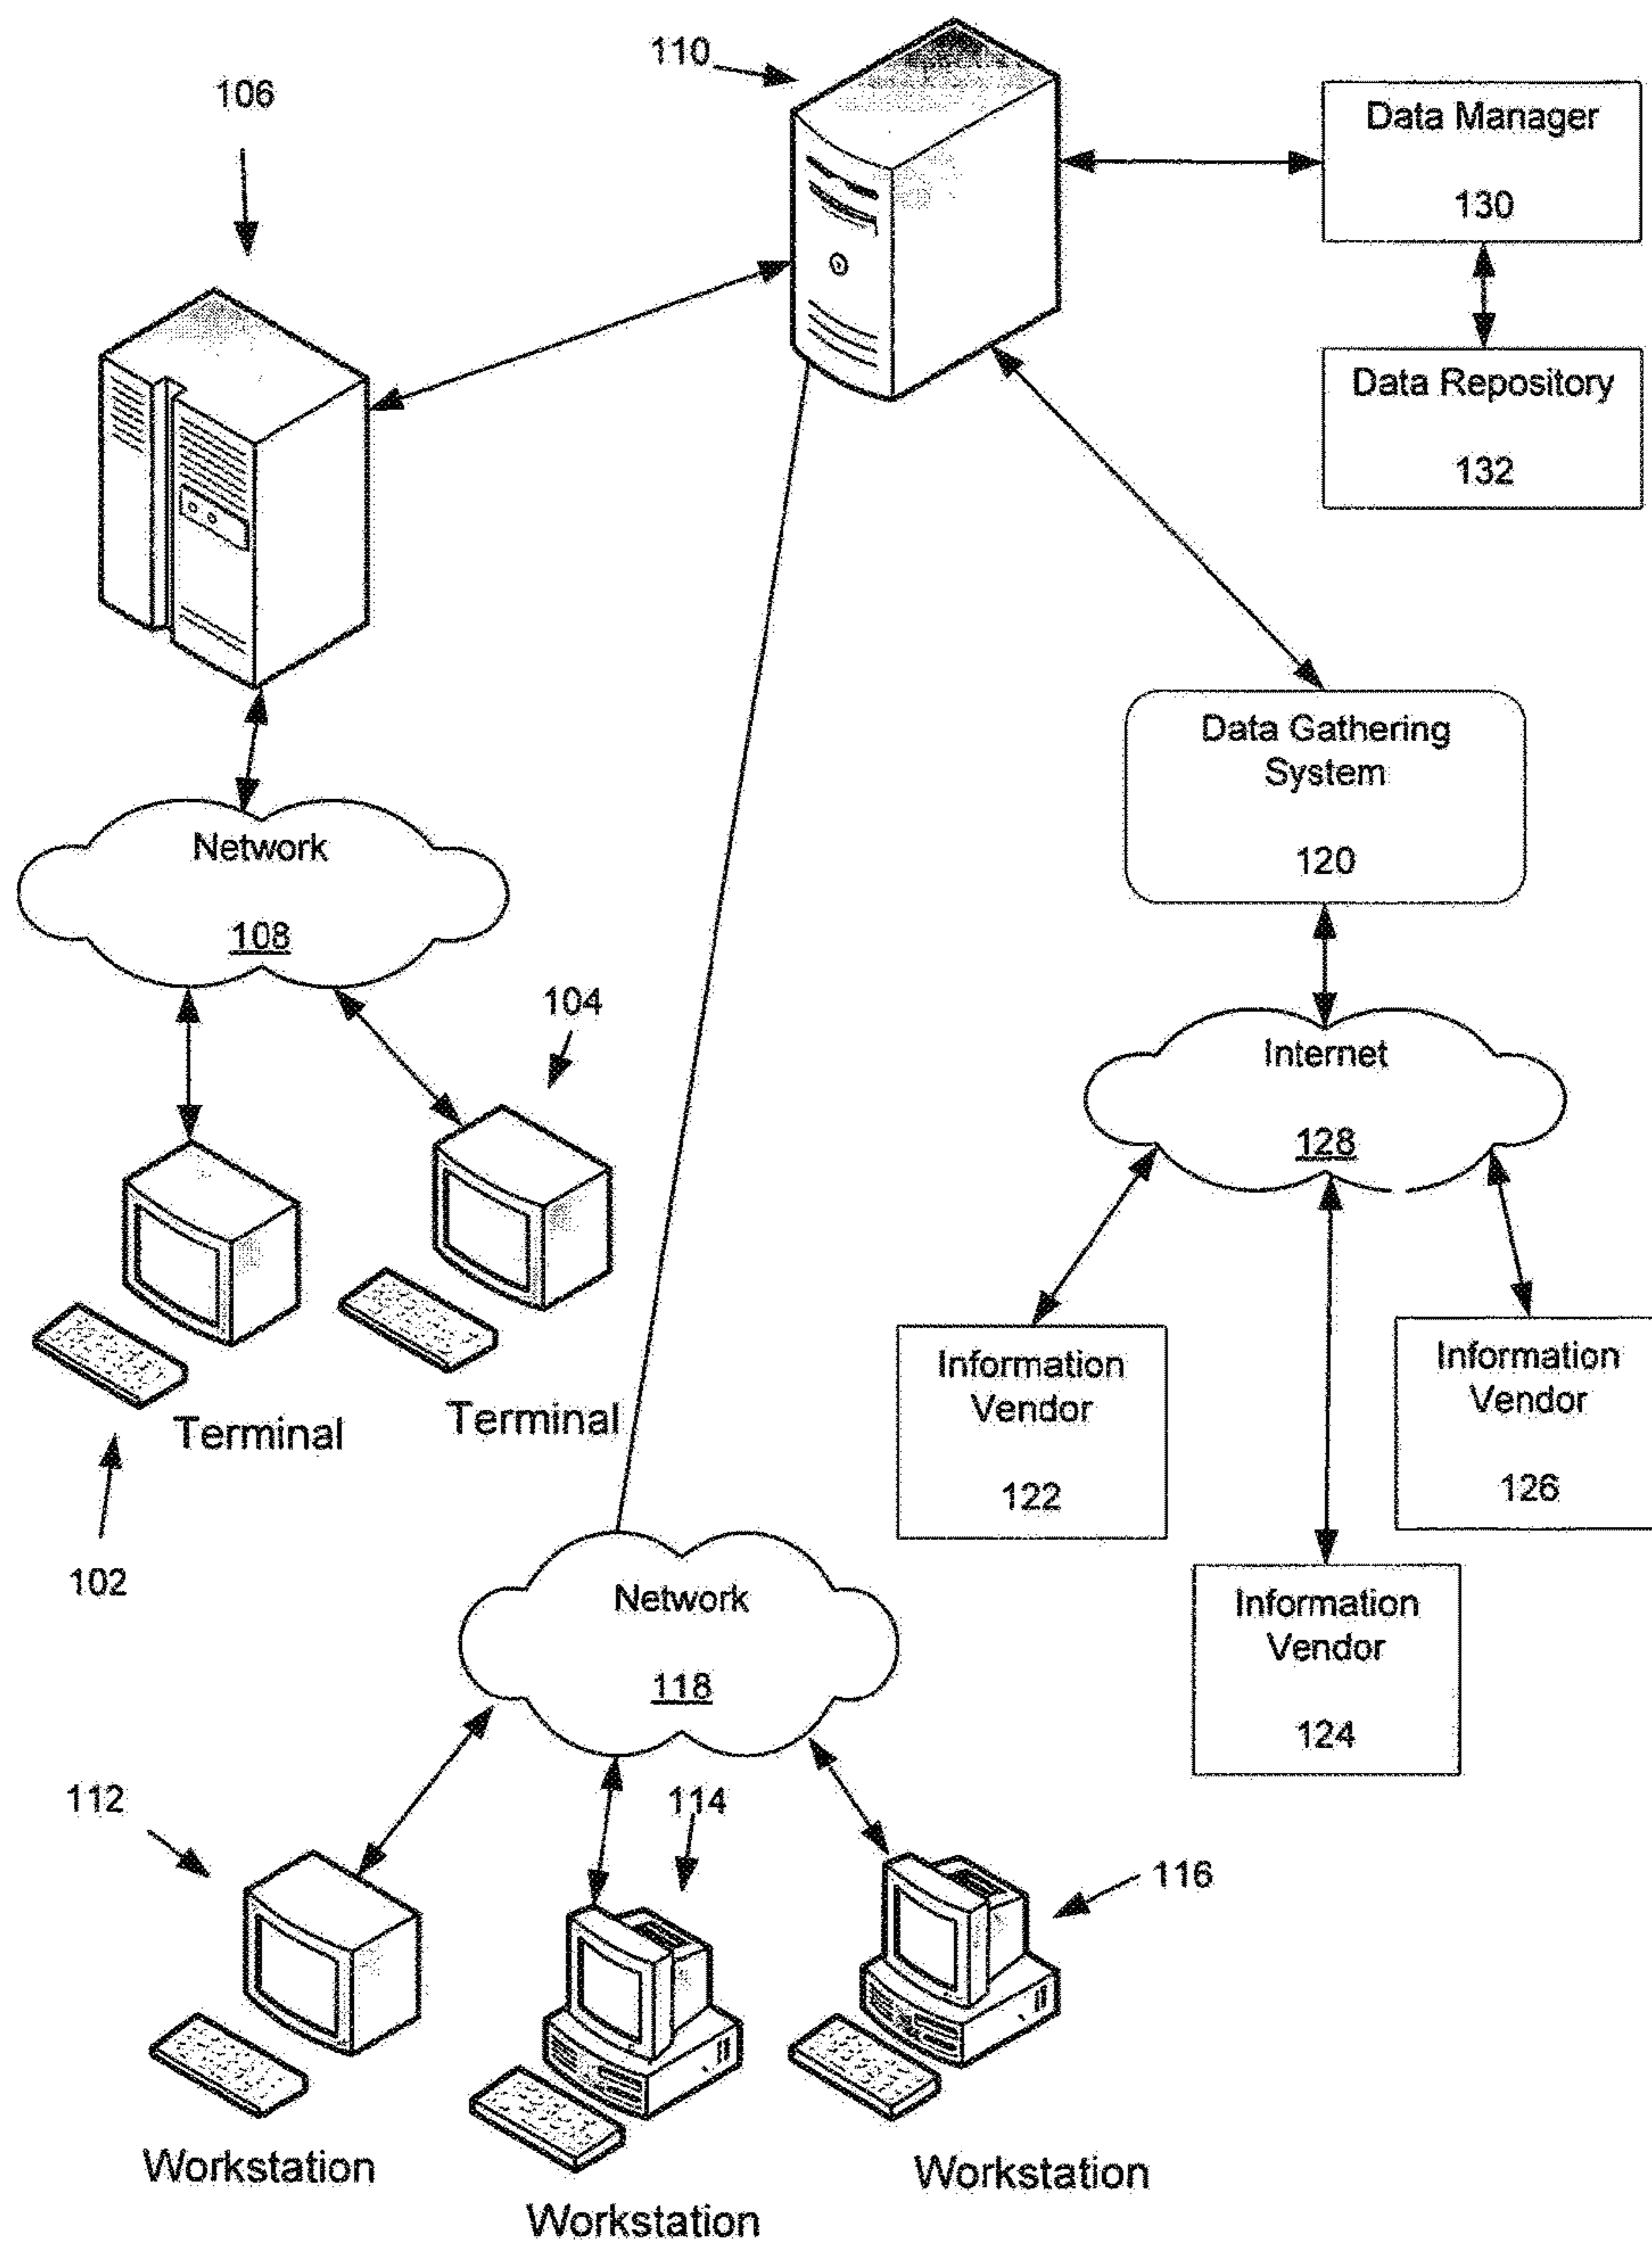 110
106
Data Manager
130
Data Repository
132
Data Gathering
System
120
Network
108
104
Internet
128
Terminal
Terminal
102
Information
Vendor
122
Information
Vendor
126
Information
Vendor
124
Network
118
112
114
116
Workstation
Workstation
Workstation